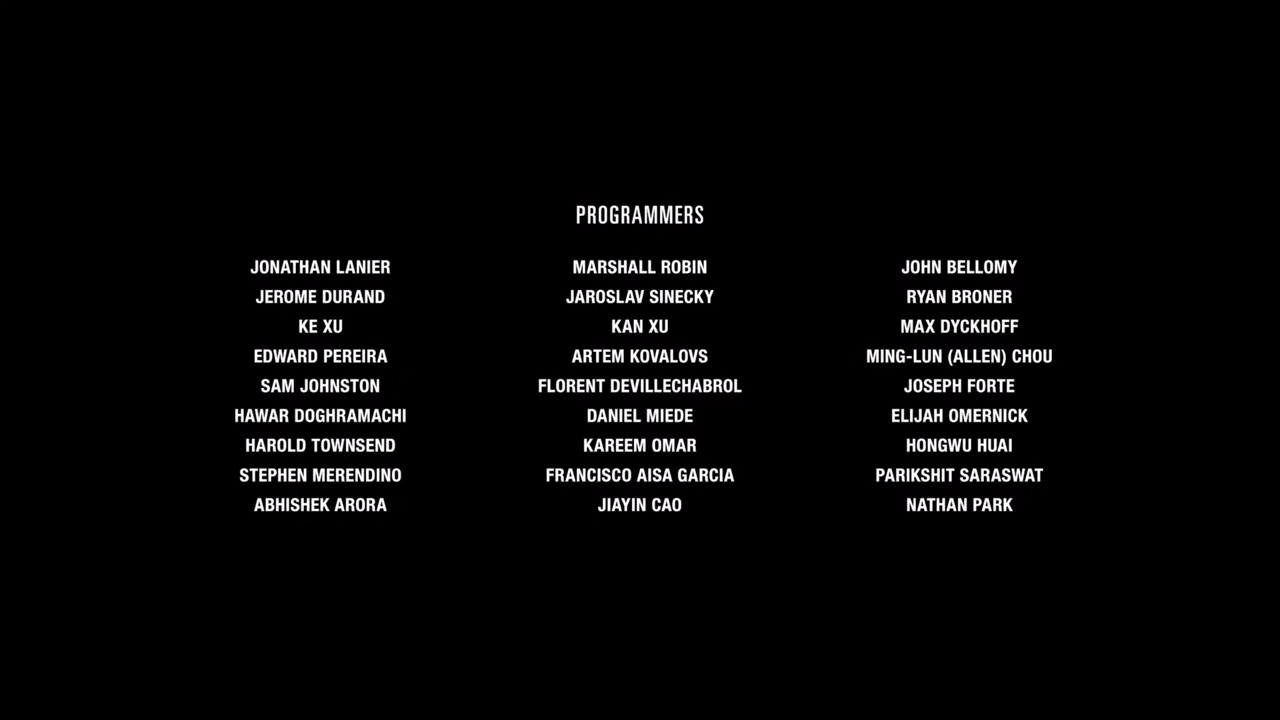 PROGRAMMERS
JONATHAN LANIER MARSHALL ROBIN JOHN BELLOMY
JEROME DURAND JAROSLAV SINECKY RYAN BRONER
KE XU KAN XU MAX DYCKHOFF
EDWARD PEREIRA ARTEM KOVALOVS MING-LUN (ALLEN) CHOU
SAM JOHNSTON FLORENT DEVILLECHABROL JOSEPH FORTE
HAWAR DOGHRAMACHI DANIEL MIEDE ELIJAH OMERNICK
HAROLD TOWNSEND KAREEM OMAR HONGWU HUAI
STEPHEN MERENDINO FRANCISCO AISA GARCIA PARIKSHIT SARASWAT
ABHISHEK ARORA JIAYIN CAO NATHAN PARK